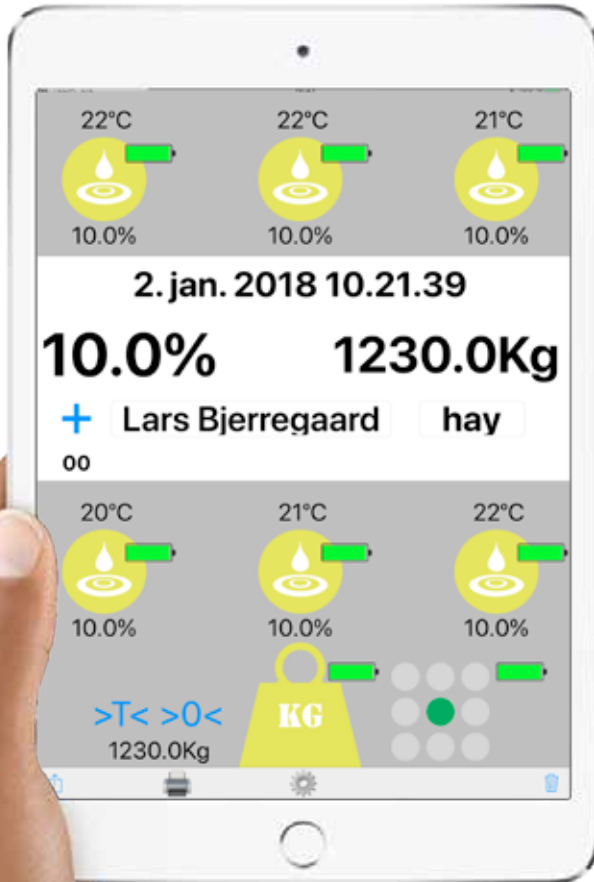 22°C 22°C 21°C
10.0% 10.0% 10.0%
2. jan. 2018 10.21.39
10.0% 1230.0Kg
+ Lars Bjerregaard hay
00
20°C 21°C 22°C
10.0% 10.0% 10.0%
KG
>T< >0<
1230.0Kg